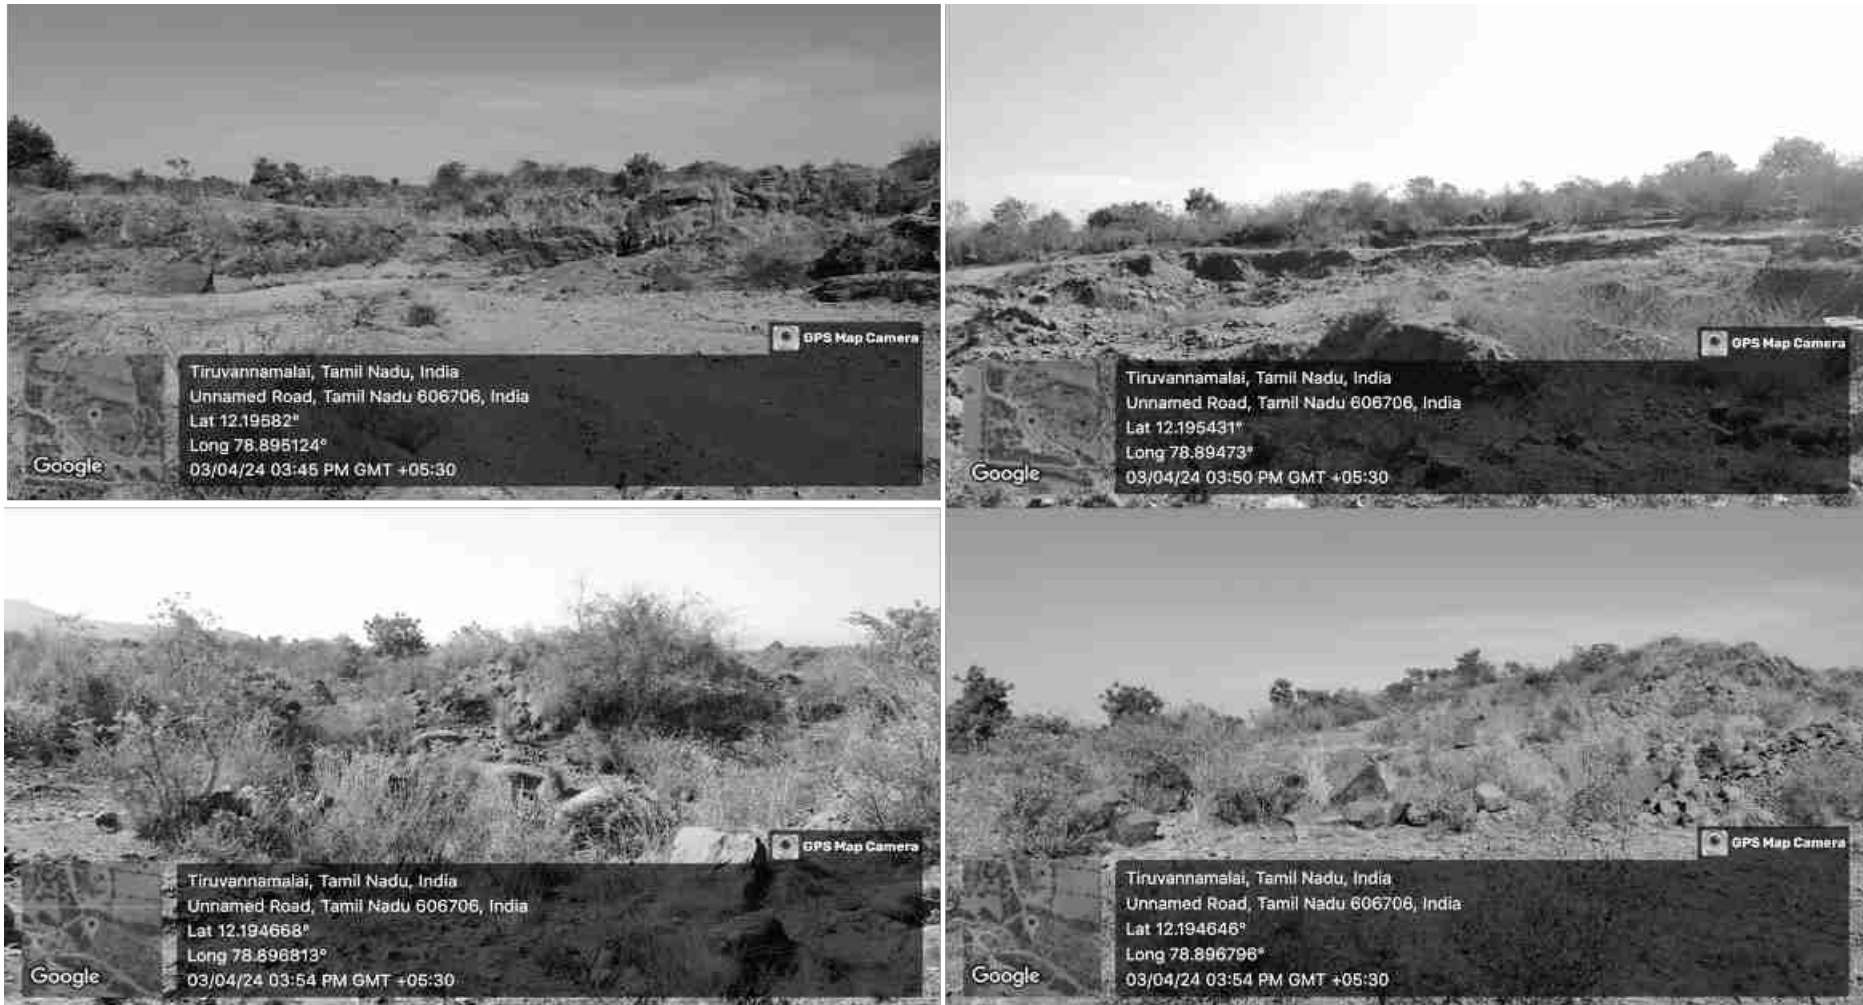 GPS Map Camera
Tiruvannamalai, Tamil Nadu, India
Unnamed Road, Tamil Nadu 606706, India
Lat 12.19582°
Long 78.895124°
03/04/24 03:45 PM GMT +05:30
Google
GPS Map Camera
Tiruvannamalai, Tamil Nadu, India
Unnamed Road, Tamil Nadu 606706, India
Lat 12.195431°
Long 78.89473°
03/04/24 03:50 PM GMT +05:30
Google
GPS Map Camera
Tiruvannamalai, Tamil Nadu, India
Unnamed Road, Tamil Nadu 606706, India
Lat 12.194668°
Long 78.896813°
03/04/24 03:54 PM GMT +05:30
Google
GPS Map Camera
Tiruvannamalai, Tamil Nadu, India
Unnamed Road, Tamil Nadu 606706, India
Lat 12.194646°
Long 78.896796°
03/04/24 03:54 PM GMT +05:30
Google